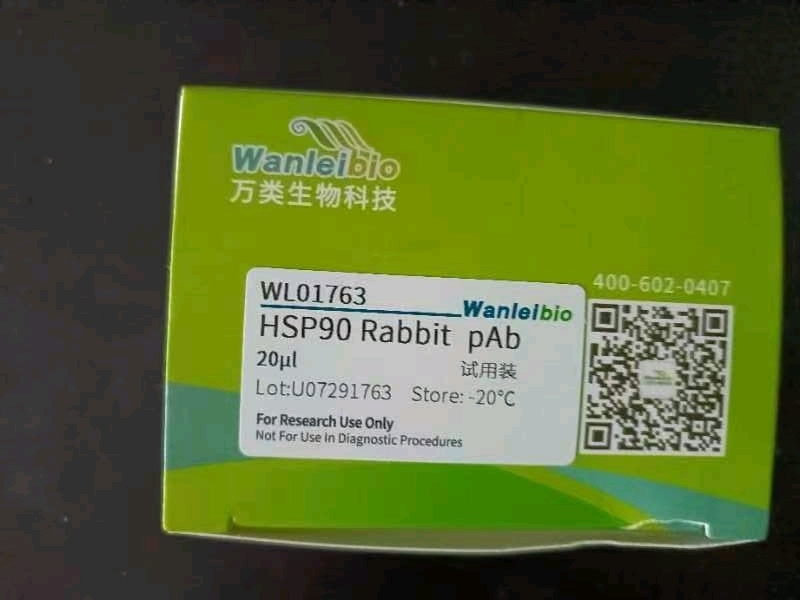 Wanleibio
万类生物科技
400-602-0407
WL01763
Wanleibio
HSP90 Rabbit pAb
20μl
试用装
Lot:U07291763 Store: -20°C
For Research Use Only
Not For Use in Diagnostic Procedures